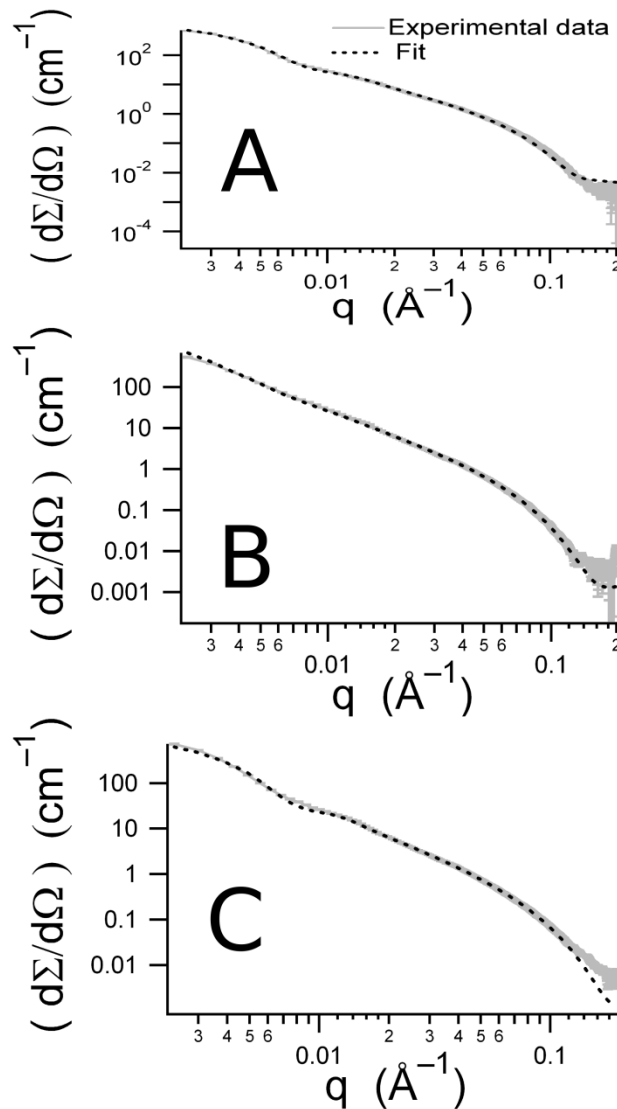 Experimental data
Fit
( dΣ/dΩ ) (cm⁻¹)
10²
10⁰
10⁻²
10⁻⁴
A
3 4 5 6 2 3 4 5 6 2
0.01 0.1
q (Å⁻¹)
( dΣ/dΩ ) (cm⁻¹)
100
10
1
0.1
0.01
0.001
B
3 4 5 6 2 3 4 5 6 2
0.01 0.1
q (Å⁻¹)
( dΣ/dΩ ) (cm⁻¹)
100
10
1
0.1
0.01
C
3 4 5 6 2 3 4 5 6
0.01 0.1
q (Å⁻¹)